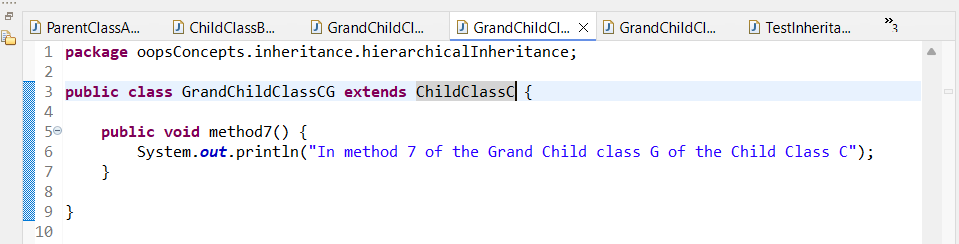 ParentClassA... ChildClassB... GrandChildCl... GrandChildCl... GrandChildCl... TestInherita... »3
1 package oopsConcepts.inheritance.hierarchicalInheritance;
2
3 public class GrandChildClassCG extends ChildClassC {
4
5 public void method7() {
6 System.out.println("In method 7 of the Grand Child class G of the Child Class C");
7 }
8
9 }
10